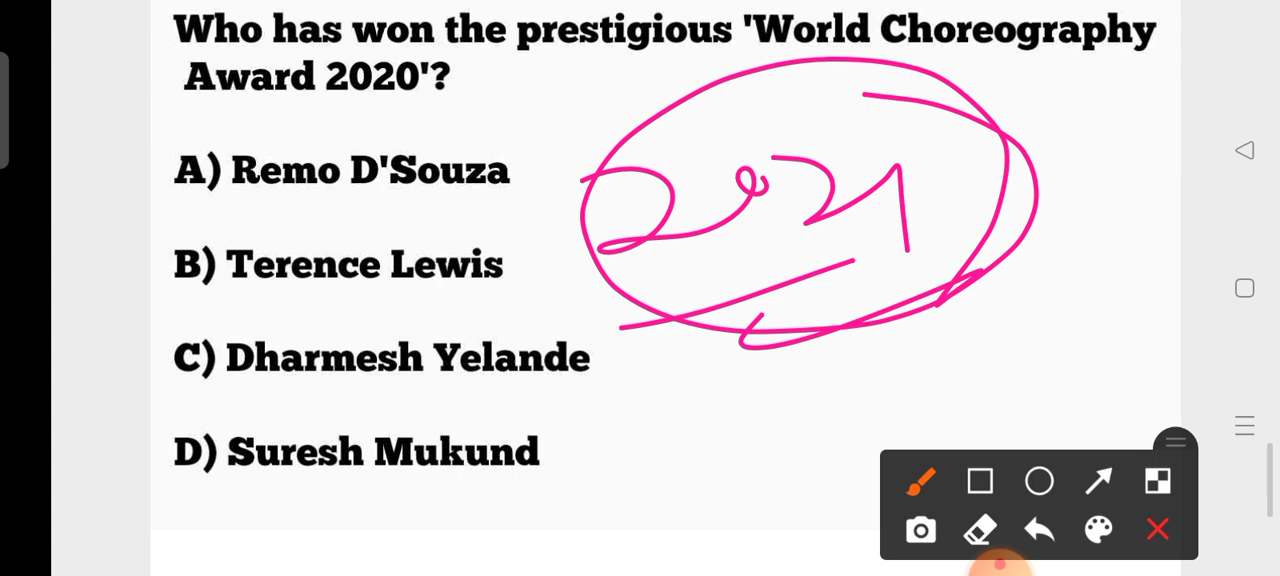 Who has won the prestigious 'World Choreography
Award 2020'?
A) Remo D'Souza
2021
B) Terence Lewis
C) Dharmesh Yelande
D) Suresh Mukund